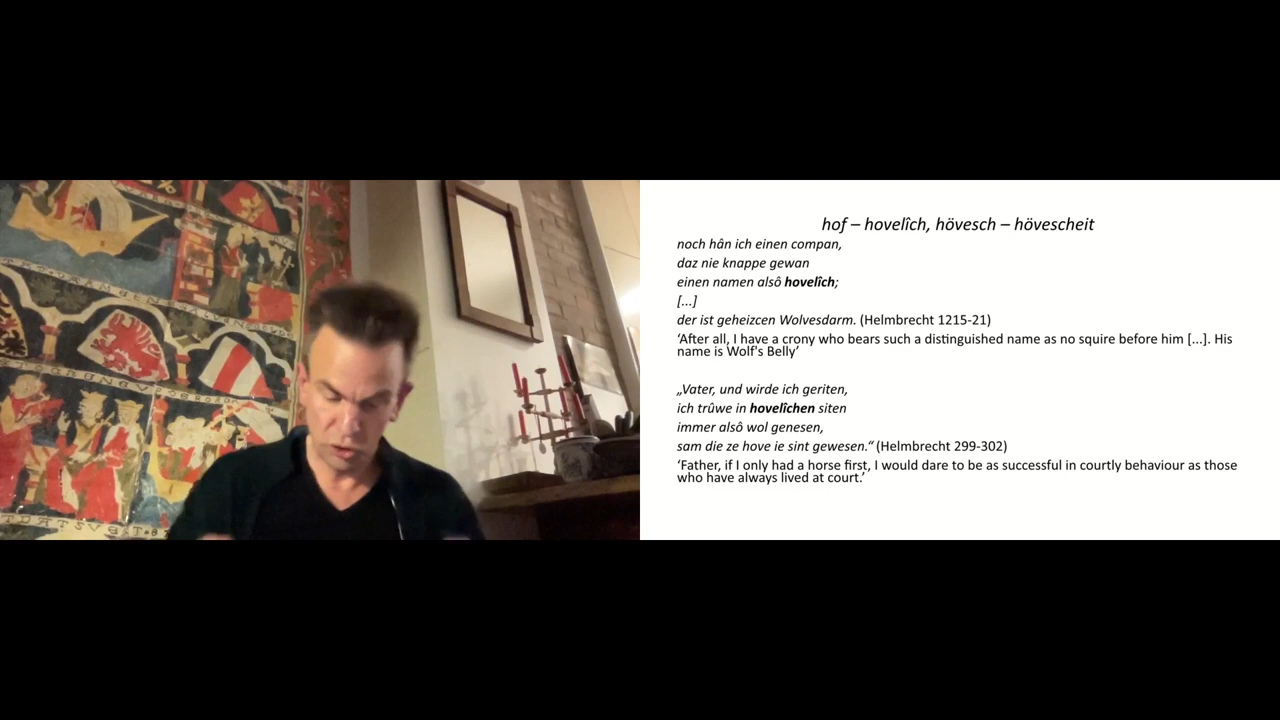 hof – hovelîch, hövesch – hövescheit
noch hân ich einen compan,
daz nie knappe gewan
einen namen alsô hovelîch;
[...]
der ist geheizcen Wolvesdarm. (Helmbrecht 1215-21)
‘After all, I have a crony who bears such a distinguished name as no squire before him [...]. His
name is Wolf's Belly’
„Vater, und wirde ich geriten,
ich trûwe in hovelîchen siten
immer alsô wol genesen,
sam die ze hove ie sint gewesen.“ (Helmbrecht 299-302)
‘Father, if I only had a horse first, I would dare to be as successful in courtly behaviour as those
who have always lived at court.’